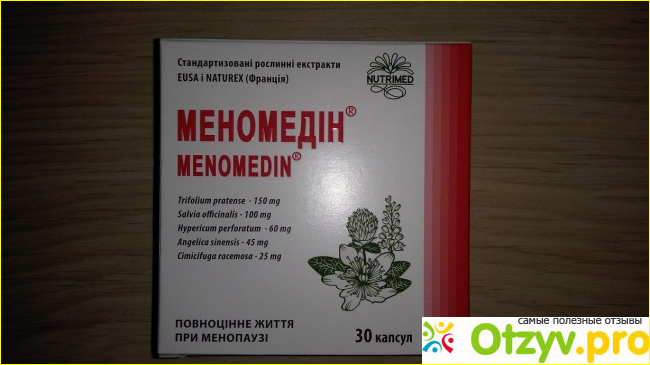 Стандартизовані рослинні екстракти
EUSA і NATUREX (Франція)
NUTRIMED
МЕНОМЕДІН®
MENOMEDIN®
Trifolium pratense - 150 mg
Salvia officinalis - 100 mg
Hypericum perforatum - 60 mg
Angelica sinensis - 45 mg
Cimicifuga racemosa - 25 mg
ПОВНОЦІННЕ ЖИТТЯ
ПРИ МЕНОПАУЗІ
30 капсул
самые полезные отзывы
Otzyv.pro